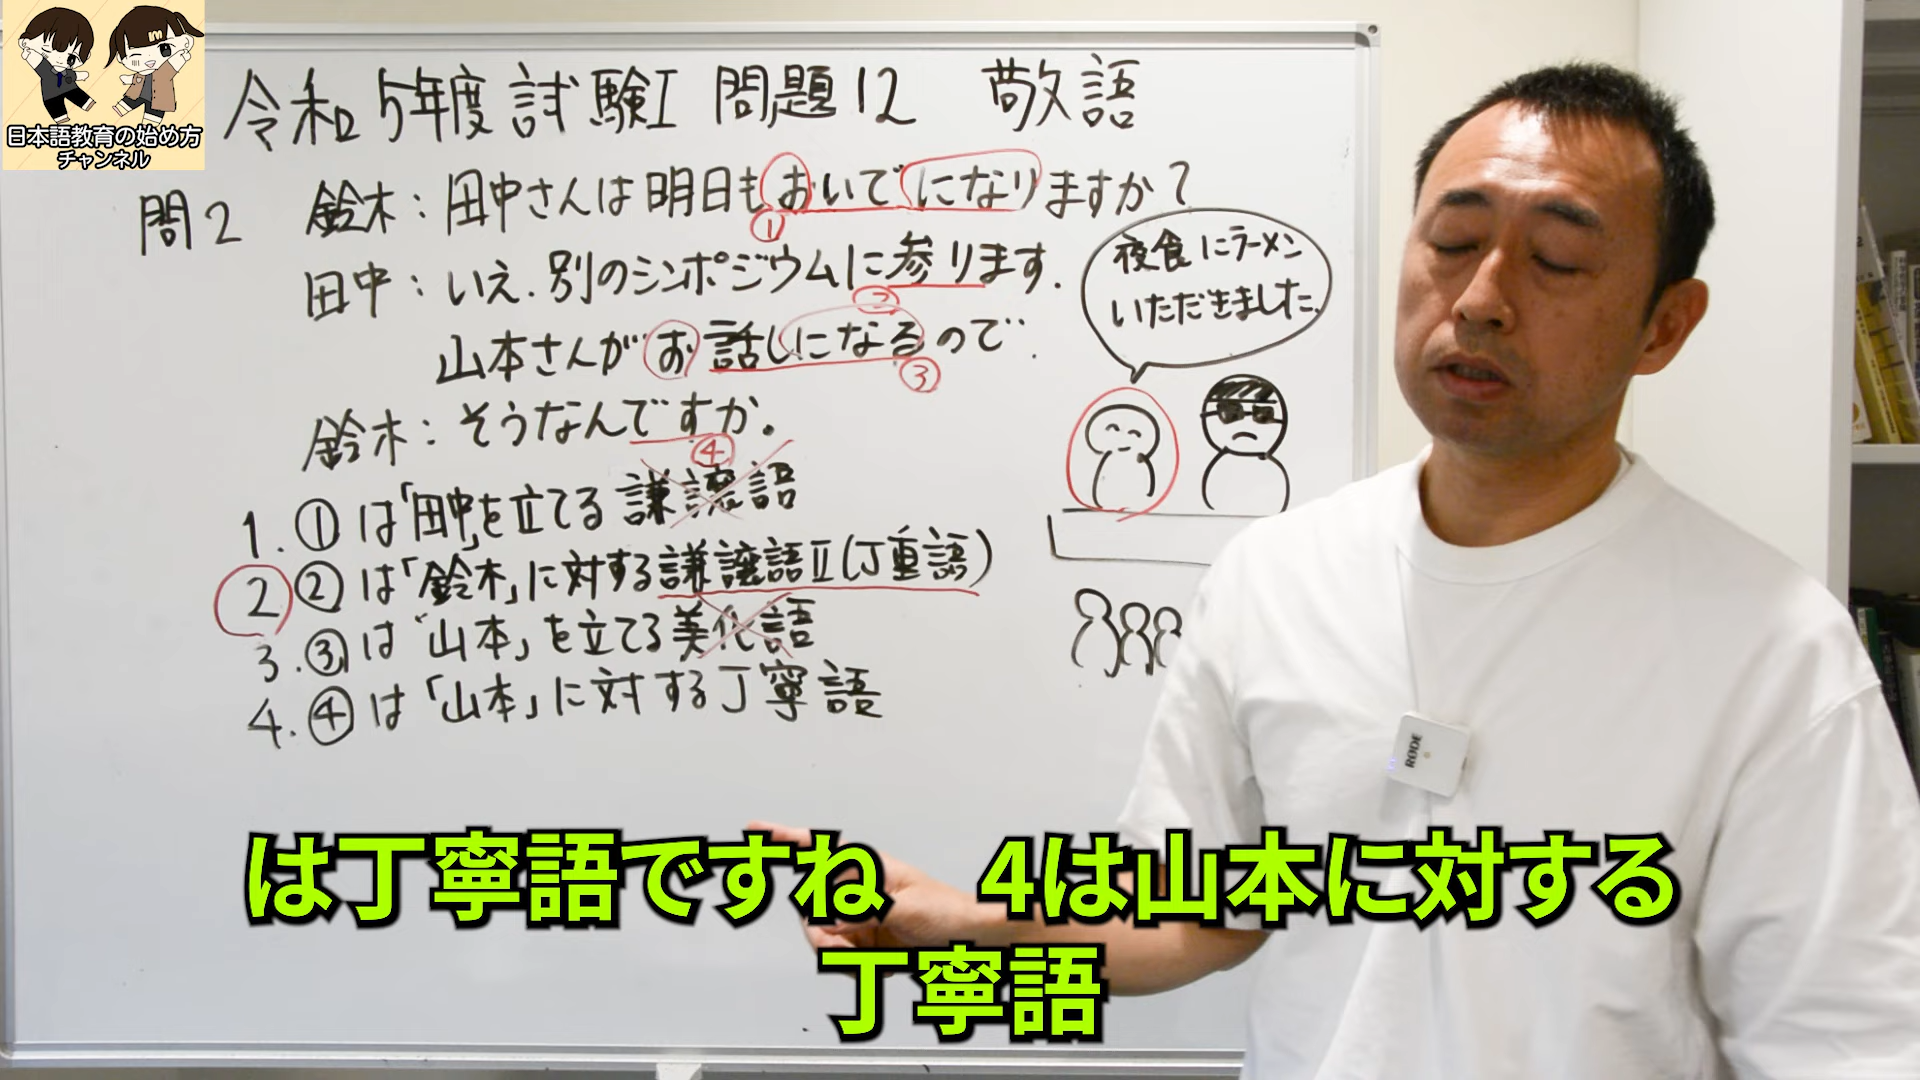 日本語教育の始め方
チャンネル
令和5年度試験I 問題12 敬語
問2 鈴木:田中さんは明日もおいでになりますか?
①
田中:いえ.別のシンポジウムに参ります.
②
山本さんがお話しになるので.
③
鈴木:そうなんですか。
④
1.①は「田中」を立てる謙譲語
2 ②は「鈴木」に対する謙譲語Ⅱ(丁重語)
3.③は「山本」を立てる美化語
4.④は「山本」に対する丁寧語
夜食にラーメン
いただきました.
RØDE
は丁寧語ですね 4は山本に対する
丁寧語